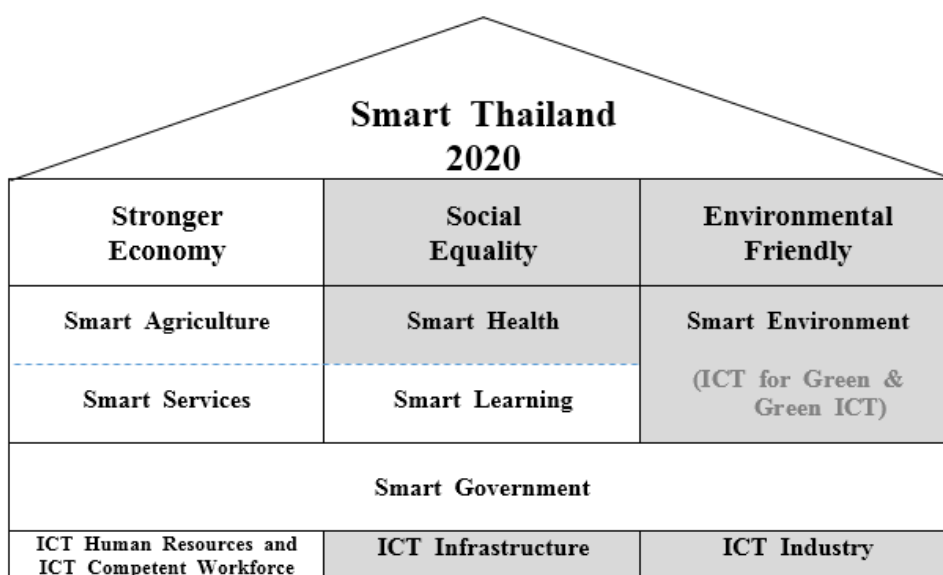 Smart Thailand
2020
Stronger
Economy
Social
Equality
Environmental
Friendly
Smart Agriculture
Smart Health
Smart Environment
(ICT for Green &
Green ICT)
Smart Services
Smart Learning
Smart Government
ICT Human Resources and
ICT Competent Workforce
ICT Infrastructure
ICT Industry